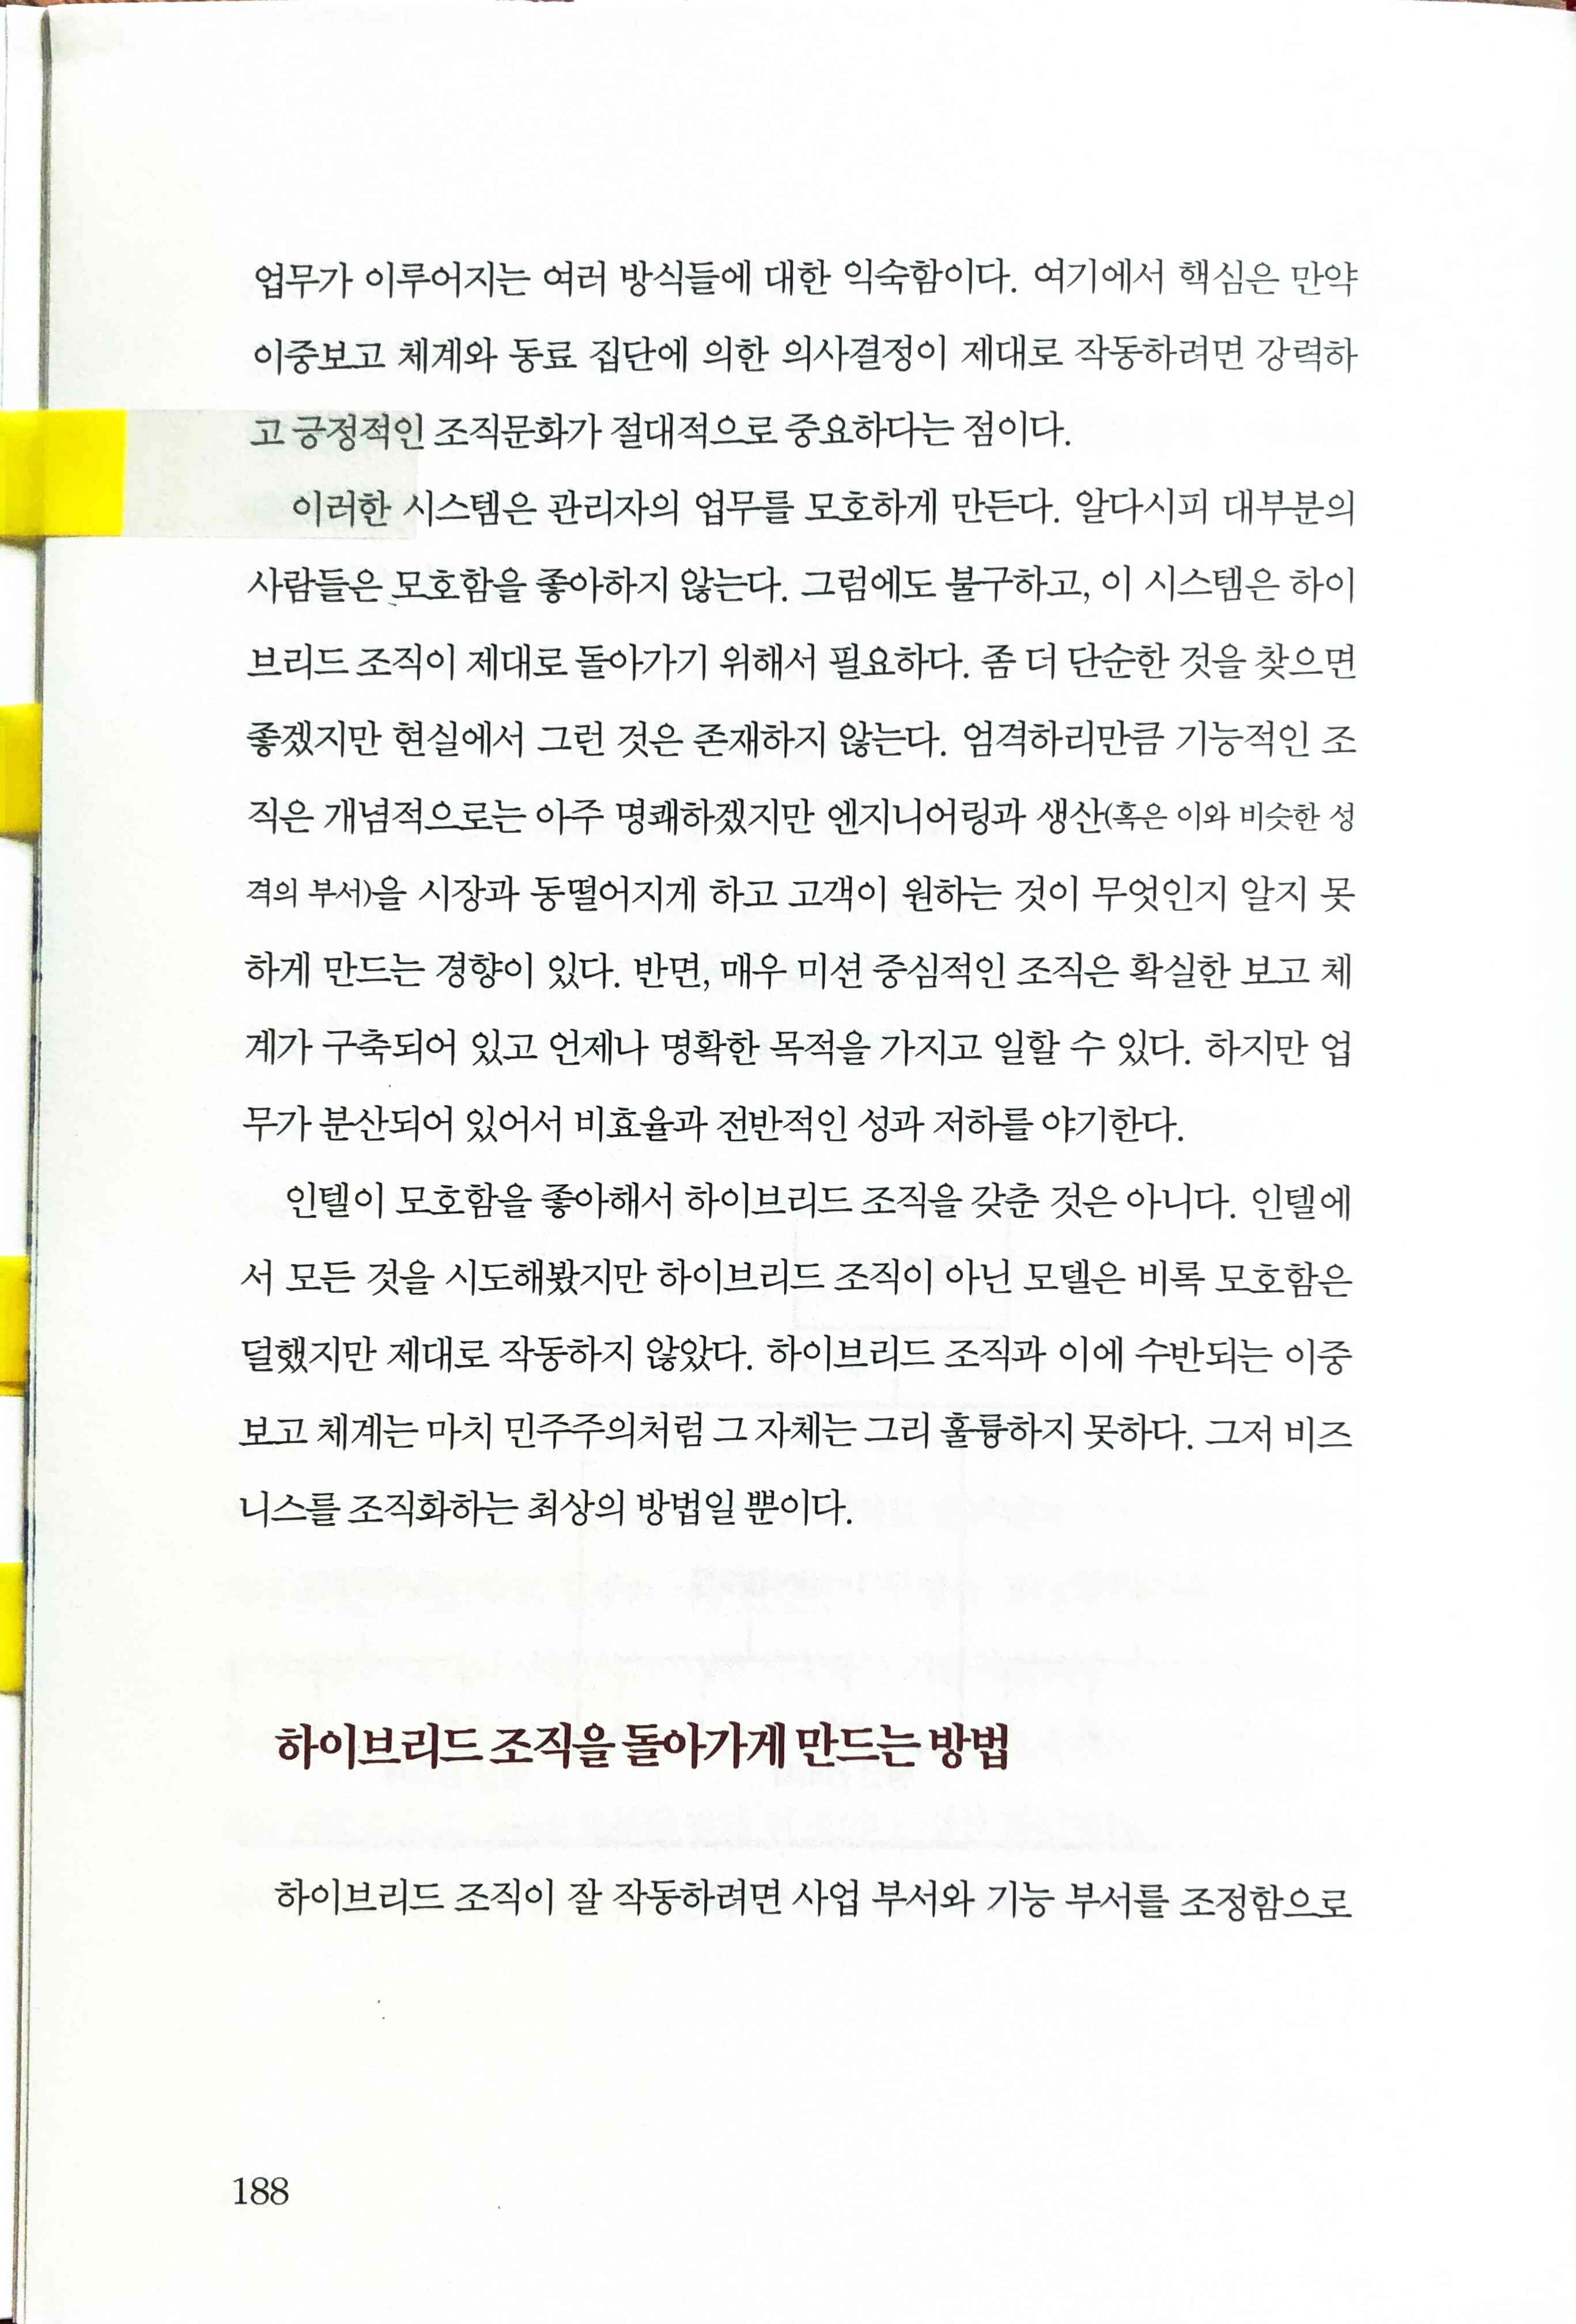 업무가 이루어지는 여러 방식들에 대한 익숙함이다. 여기에서 핵심은 만약
이중보고 체계와 동료 집단에 의한 의사결정이 제대로 작동하려면 강력하
고 긍정적인 조직문화가 절대적으로 중요하다는 점이다.
이러한 시스템은 관리자의 업무를 모호하게 만든다. 알다시피 대부분의
사람들은 모호함을 좋아하지 않는다. 그럼에도 불구하고, 이 시스템은 하이
브리드 조직이 제대로 돌아가기 위해서 필요하다. 좀 더 단순한 것을 찾으면
좋겠지만 현실에서 그런 것은 존재하지 않는다. 엄격하리만큼 기능적인 조
직은 개념적으로는 아주 명쾌하겠지만 엔지니어링과 생산(혹은 이와 비슷한 성
격의 부서)을 시장과 동떨어지게 하고 고객이 원하는 것이 무엇인지 알지 못
하게 만드는 경향이 있다. 반면, 매우 미션 중심적인 조직은 확실한 보고 체
계가 구축되어 있고 언제나 명확한 목적을 가지고 일할 수 있다. 하지만 업
무가 분산되어 있어서 비효율과 전반적인 성과 저하를 야기한다.
인텔이 모호함을 좋아해서 하이브리드 조직을 갖춘 것은 아니다. 인텔에
서 모든 것을 시도해봤지만 하이브리드 조직이 아닌 모델은 비록 모호함은
덜했지만 제대로 작동하지 않았다. 하이브리드 조직과 이에 수반되는 이중
보고 체계는 마치 민주주의처럼 그 자체는 그리 훌륭하지 못하다. 그저 비즈
니스를 조직화하는 최상의 방법일 뿐이다.
하이브리드 조직을 돌아가게 만드는 방법
하이브리드 조직이 잘 작동하려면 사업 부서와 기능 부서를 조정함으로
188